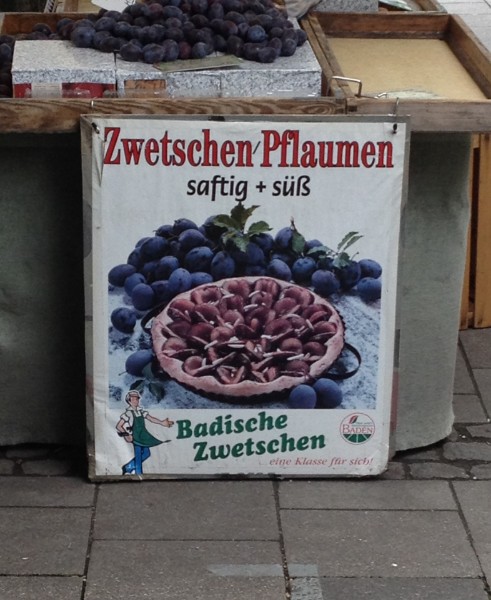 Zwetschen/Pflaumen
saftig + süß
Badische
Zwetschen
BADEN
...eine Klasse für sich!